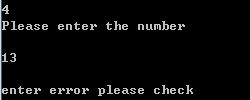 4
Please enter the number
13
enter error please check